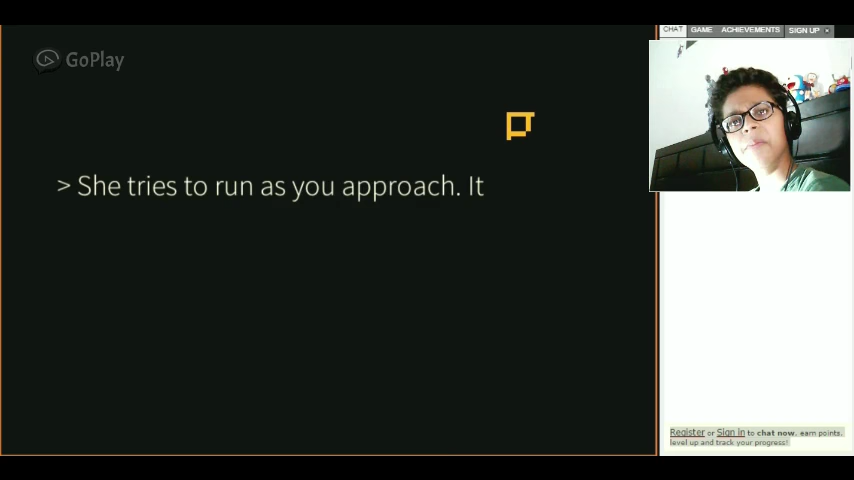 CHAT GAME ACHIEVEMENTS SIGN UP
GoPlay
> She tries to run as you approach. It
Register or Sign in to chat now, earn points,
level up and track your progress!